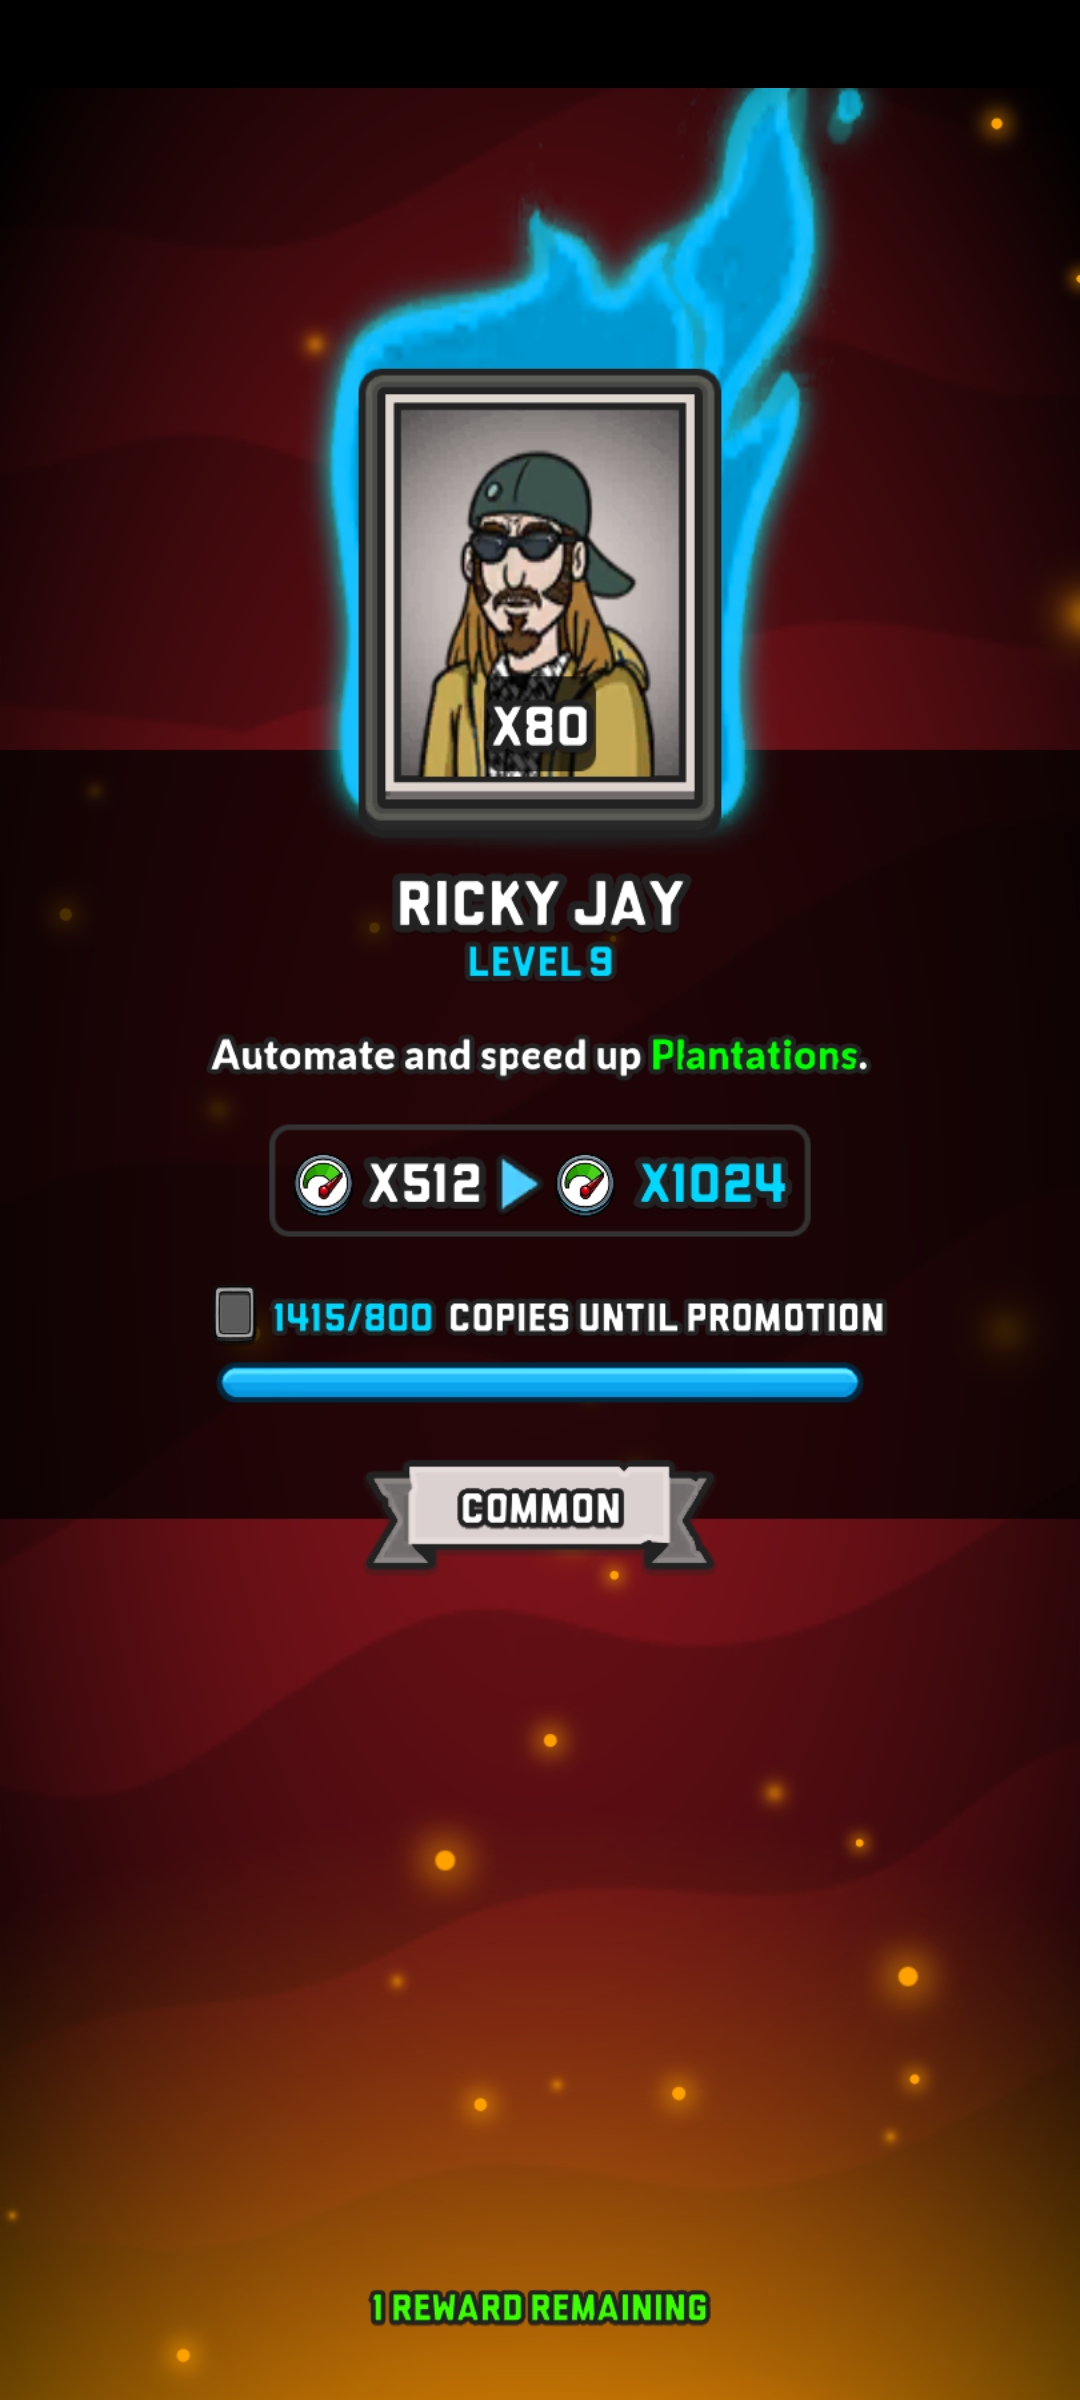 X80
RICKY JAY
LEVEL 9
Automate and speed up Plantations.
X512 X1024
1415/800 COPIES UNTIL PROMOTION
COMMON
1 REWARD REMAINING